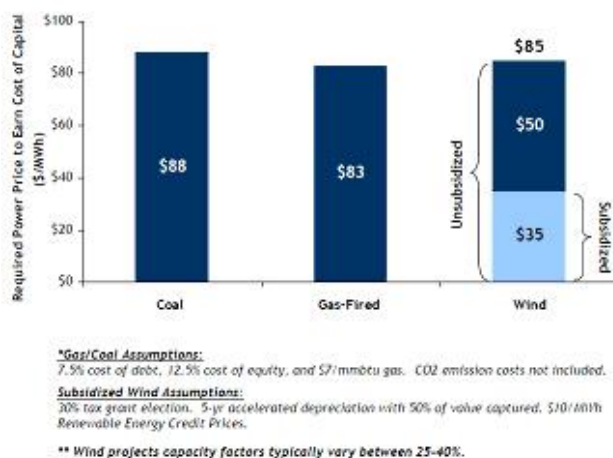 Required Power Price to Earn Cost of Capital
($/MWh)
$100
$80
$60
$40
$20
$0
$88
$83
$85
$50
$35
Unsubsidized
Subsidized
Coal
Gas-Fired
Wind
*Gas/Coal Assumptions:
7.5% cost of debt, 12.5% cost of equity, and $7/mmbtu gas. CO2 emission costs not included.
Subsidized Wind Assumptions:
30% tax grant election. 5-yr accelerated depreciation with 50% of value captured. $10/MWh
Renewable Energy Credit Prices.
** Wind projects capacity factors typically vary between 25-40%.